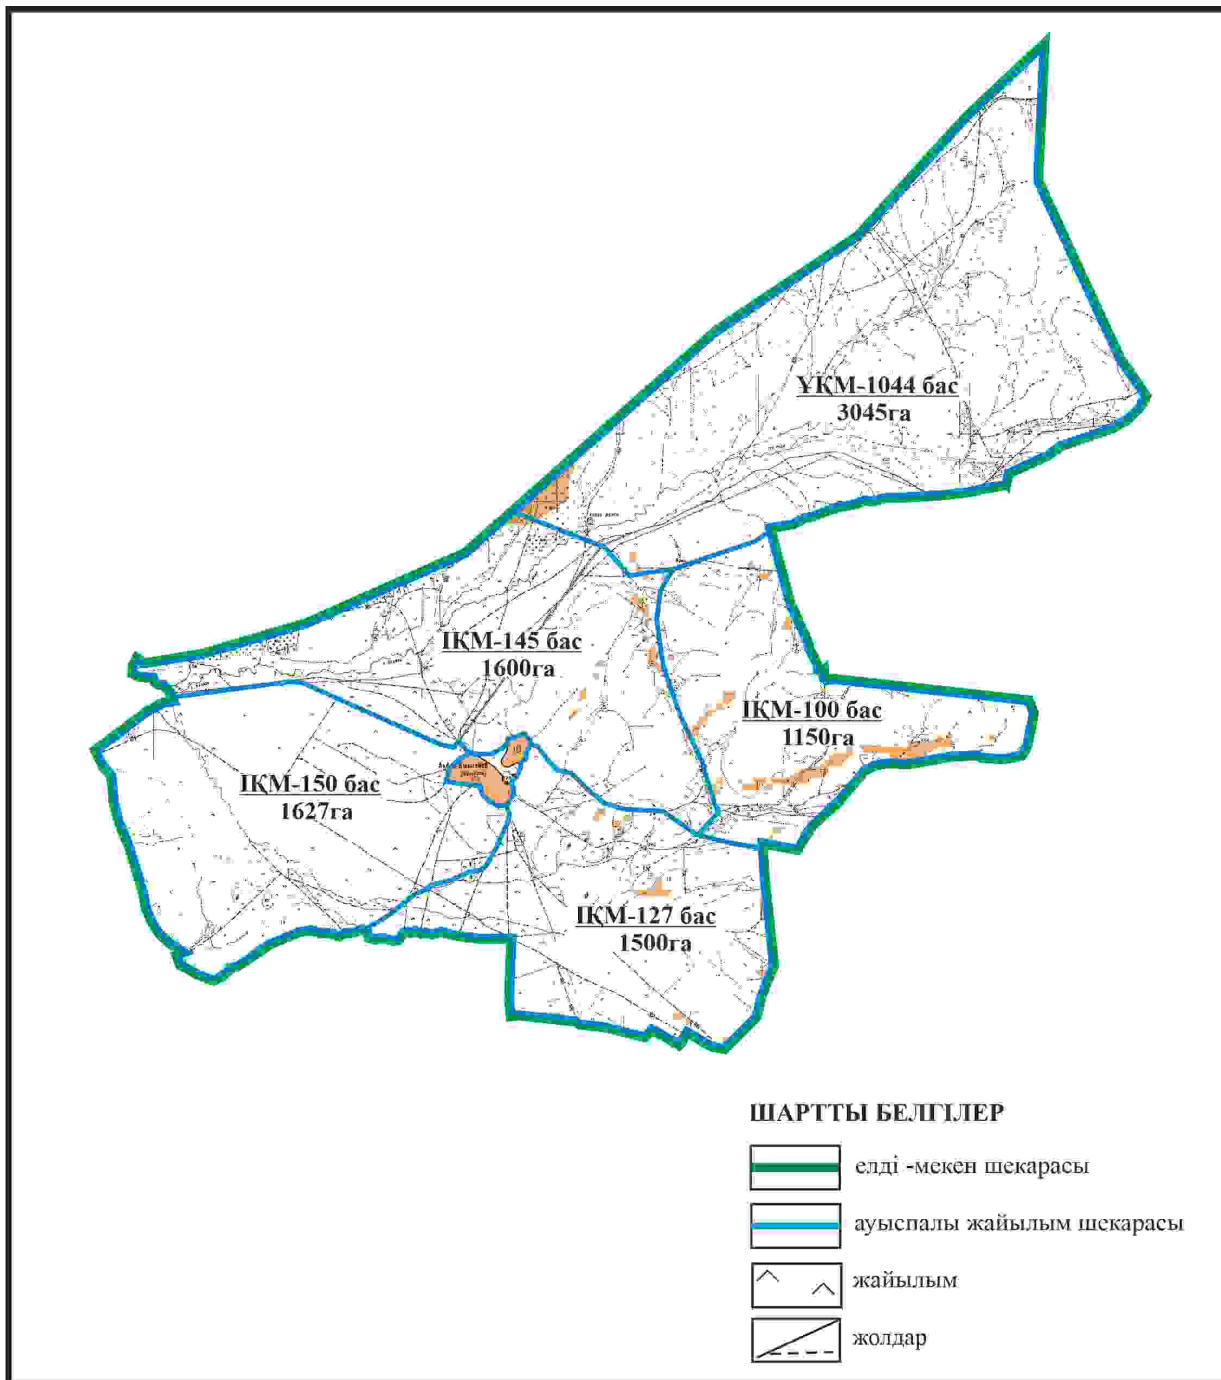 ҰҚМ-1044 бас
3045га
ІҚМ-145 бас
1600га
ІҚМ-100 бас
1150га
ІҚМ-150 бас
1627га
ІҚМ-127 бас
1500га
ШАРТТЫ БЕЛГІЛЕР
елді -мекен шекарасы
ауыспалы жайылым шекарасы
жайылым
жолдар